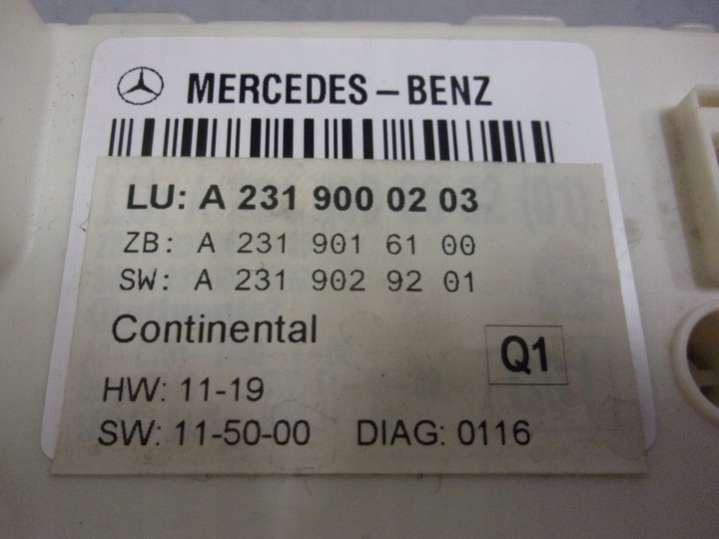 MERCEDES-BENZ
LU: A 231 900 02 03
ZB: A 231 901 61 00
SW: A 231 902 92 01
Continental
Q1
HW: 11-19
SW: 11-50-00 DIAG: 0116